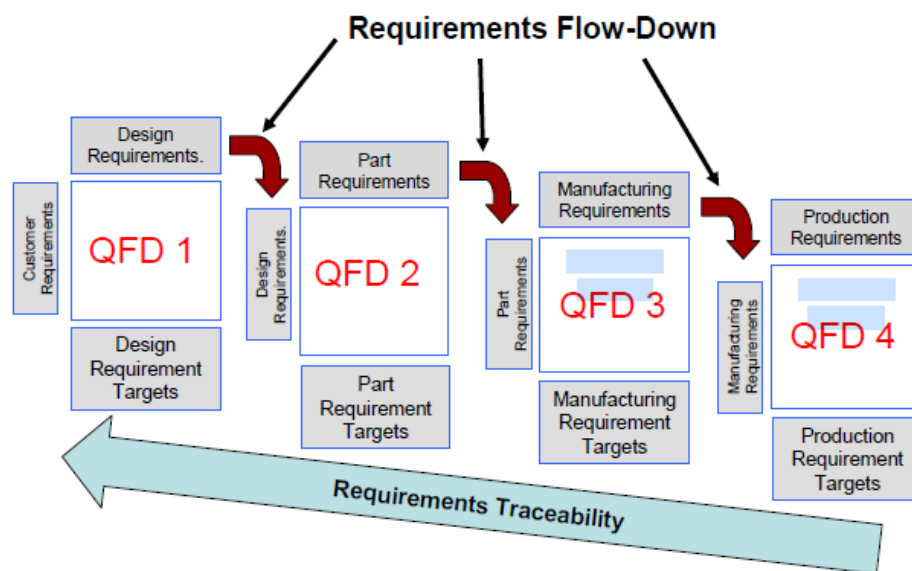 Requirements Flow-Down
Design
Requirements.
Customer
Requirements
QFD 1
Design
Requirement
Targets
Part
Requirements
Design
Requirements.
QFD 2
Part
Requirement
Targets
Manufacturing
Requirements
Part
Requirements
QFD 3
Manufacturing
Requirement
Targets
Production
Requirements
Manufacturing
Requirements
QFD 4
Production
Requirement
Targets
Requirements Traceability